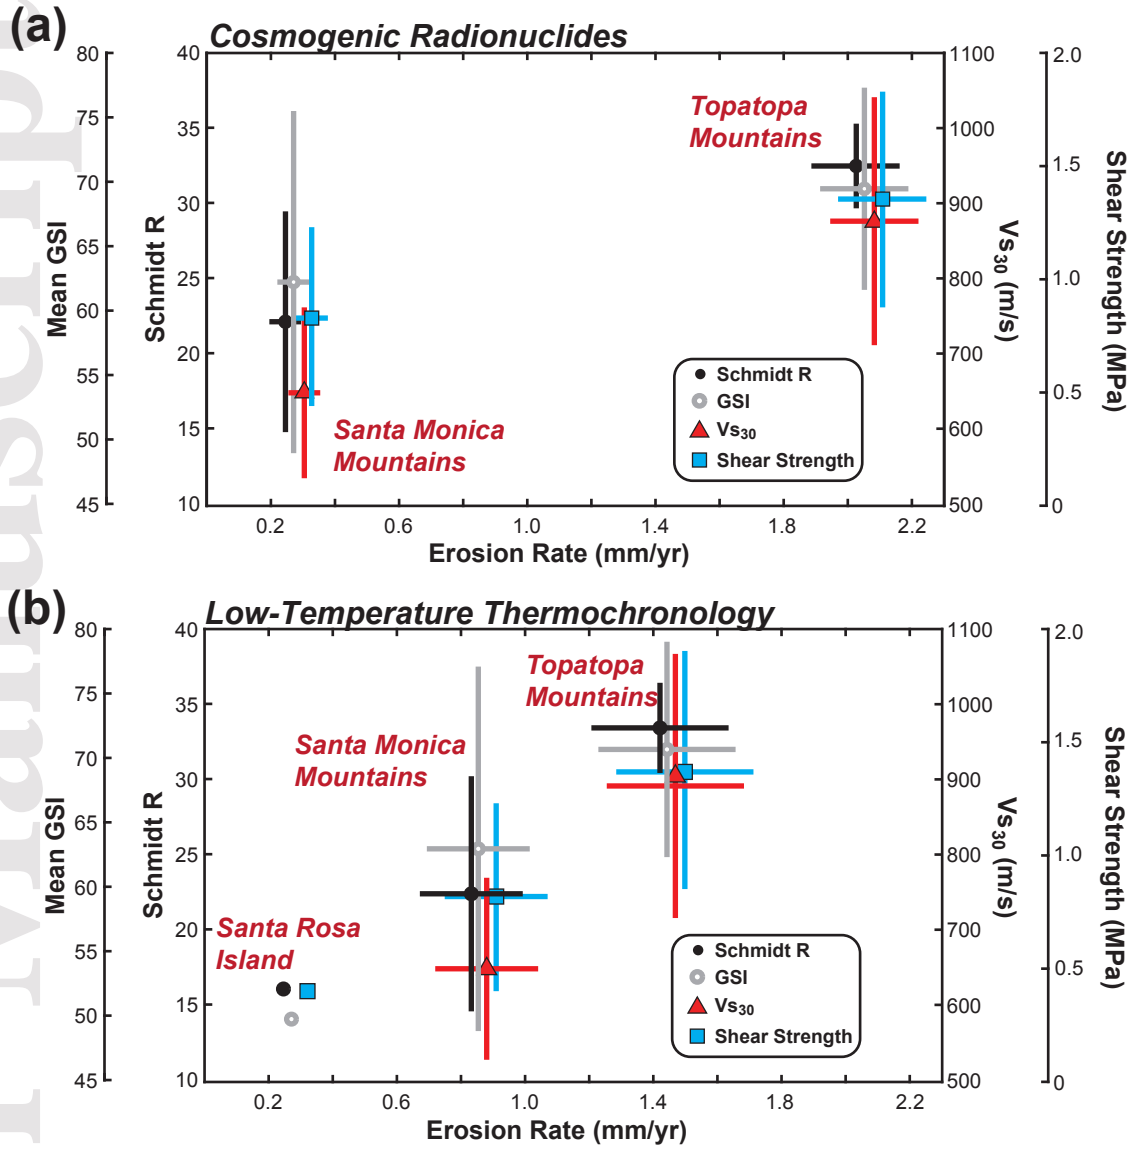 (a)
Cosmogenic Radionuclides
80
75
70
65
60
55
50
45
Mean GSI
40
35
30
25
20
15
10
Schmidt R
1100
1000
900
800
700
600
500
Vs30 (m/s)
2.0
1.5
1.0
0.5
0
Shear Strength (MPa)
Topatopa
Mountains
Santa Monica
Mountains
Schmidt R
GSI
Vs30
Shear Strength
0.2 0.6 1.0 1.4 1.8 2.2
Erosion Rate (mm/yr)
(b)
Low-Temperature Thermochronology
80
75
70
65
60
55
50
45
Mean GSI
40
35
30
25
20
15
10
Schmidt R
1100
1000
900
800
700
600
500
Vs30 (m/s)
2.0
1.5
1.0
0.5
0
Shear Strength (MPa)
Topatopa
Mountains
Santa Monica
Mountains
Santa Rosa
Island
Schmidt R
GSI
Vs30
Shear Strength
0.2 0.6 1.0 1.4 1.8 2.2
Erosion Rate (mm/yr)